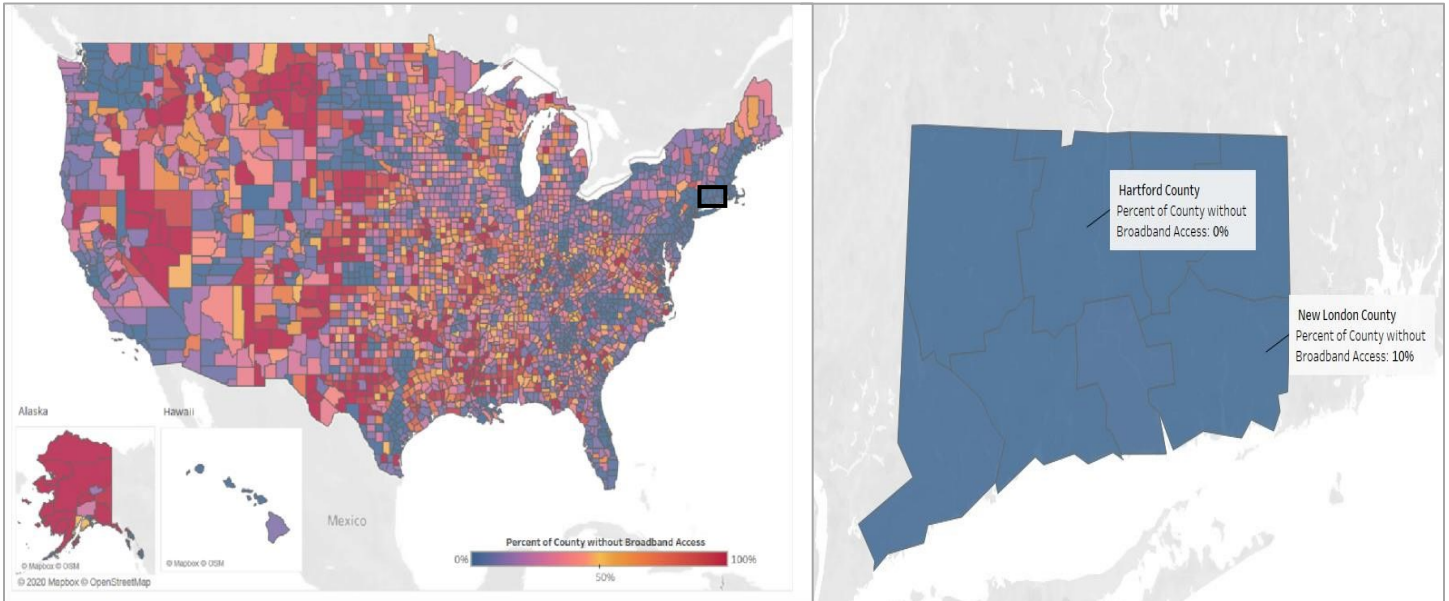 Alaska
Hawaii
Mexico
© Mapbox © OSM
© Mapbox © OSM
© 2020 Mapbox © OpenStreetMap
Percent of County without Broadband Access
0%
50%
100%
Hartford County
Percent of County without
Broadband Access: 0%
New London County
Percent of County without
Broadband Access: 10%